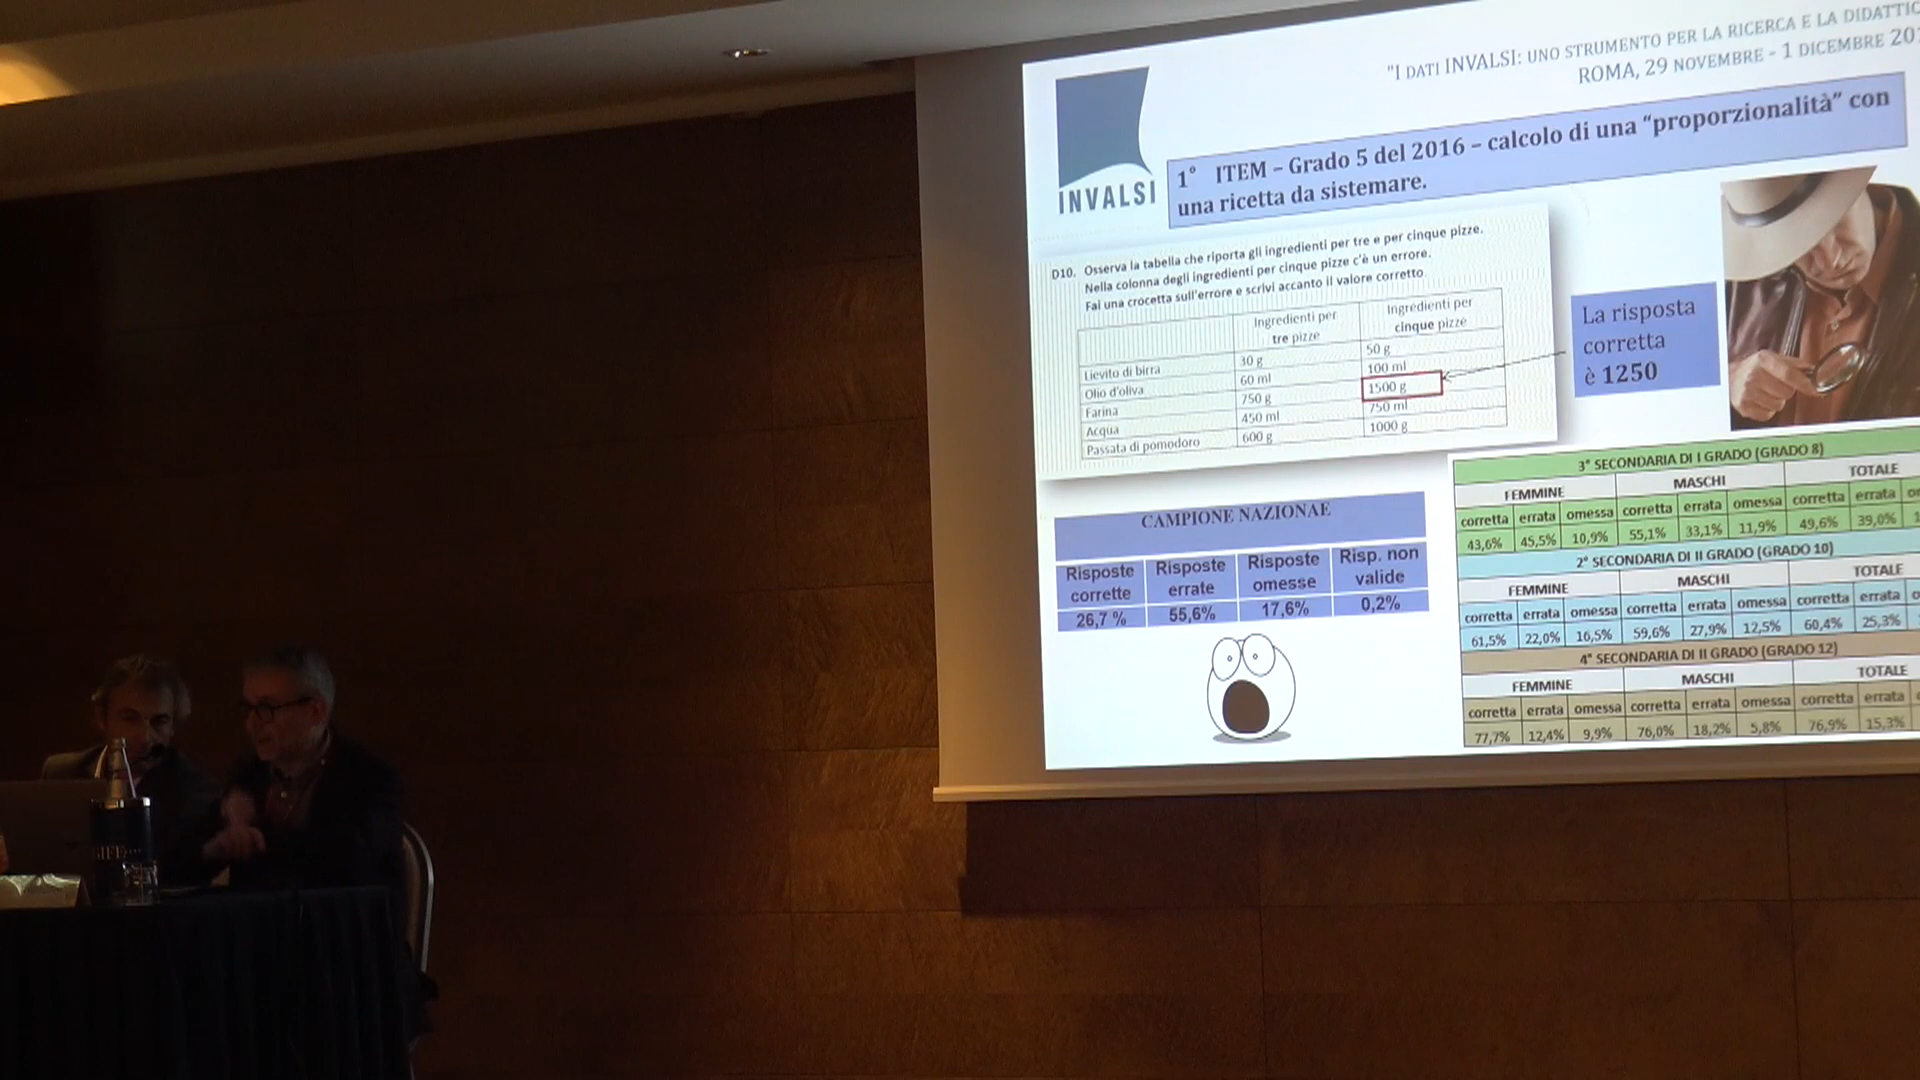 "I DATI INVALSI: UNO STRUMENTO PER LA RICERCA E LA DIDATTIC
ROMA, 29 NOVEMBRE - 1 DICEMBRE 201
INVALSI
1° ITEM – Grado 5 del 2016 – calcolo di una “proporzionalità” con
una ricetta da sistemare.
D10. Osserva la tabella che riporta gli ingredienti per tre e per cinque pizze.
Nella colonna degli ingredienti per cinque pizze c'è un errore.
Fai una crocetta sull'errore e scrivi accanto il valore corretto.
Ingredienti per tre pizze Ingredienti per cinque pizze
Lievito di birra 30 g 50 g
Olio d'oliva 60 ml 100 ml
Farina 750 g 1500 g
Acqua 450 ml 750 ml
Passata di pomodoro 600 g 1000 g
La risposta
corretta
è 1250
CAMPIONE NAZIONAE
Risposte corrette Risposte errate Risposte omesse Risp. non valide
26,7 % 55,6% 17,6% 0,2%
3° SECONDARIA DI I GRADO (GRADO 8)
FEMMINE MASCHI TOTALE
corretta errata omessa corretta errata omessa corretta errata
43,6% 45,5% 10,9% 55,1% 33,1% 11,9% 49,6% 39,0%
2° SECONDARIA DI II GRADO (GRADO 10)
FEMMINE MASCHI TOTALE
corretta errata omessa corretta errata omessa corretta errata
61,5% 22,0% 16,5% 59,6% 27,9% 12,5% 60,4% 25,3%
4° SECONDARIA DI II GRADO (GRADO 12)
FEMMINE MASCHI TOTALE
corretta errata omessa corretta errata omessa corretta errata
77,7% 12,4% 9,9% 76,0% 18,2% 5,8% 76,9% 15,3%